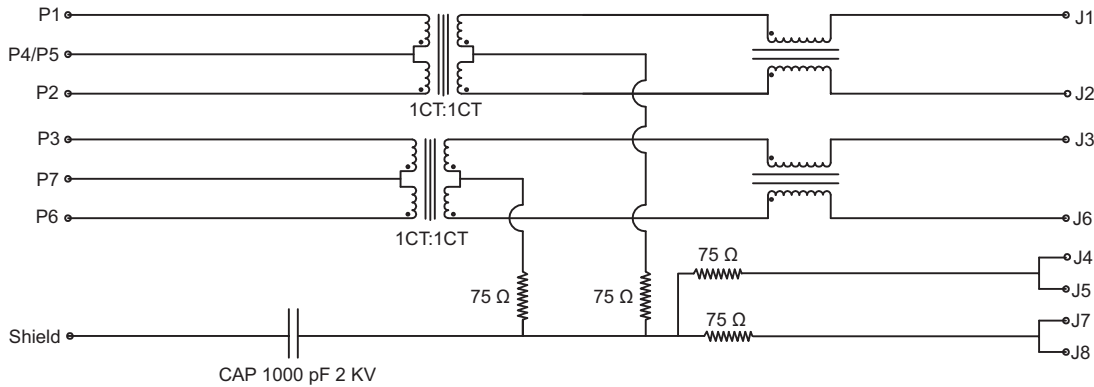 P1
J1
P4/P5
P2
J2
1CT:1CT
P3
J3
P7
P6
J6
1CT:1CT
75 Ω
J4
75 Ω
75 Ω
J5
75 Ω
J7
Shield
J8
CAP 1000 pF 2 KV